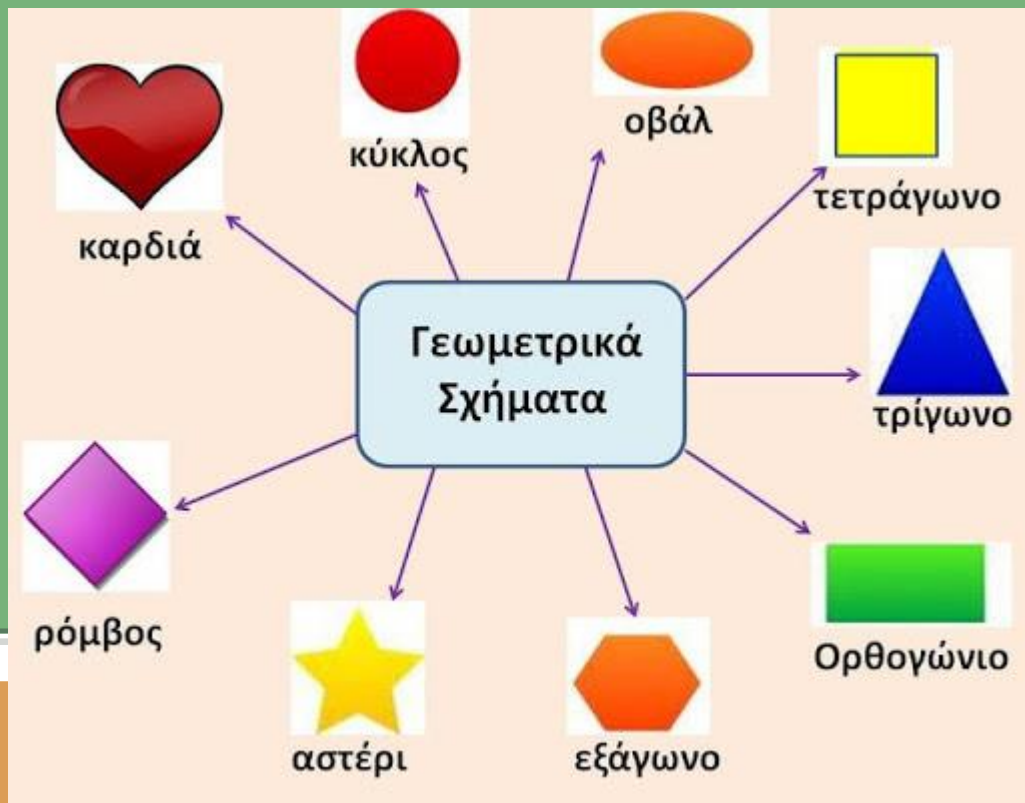 κύκλος
οβάλ
τετράγωνο
καρδιά
Γεωμετρικά
Σχήματα
τρίγωνο
ρόμβος
Ορθογώνιο
αστέρι
εξάγωνο